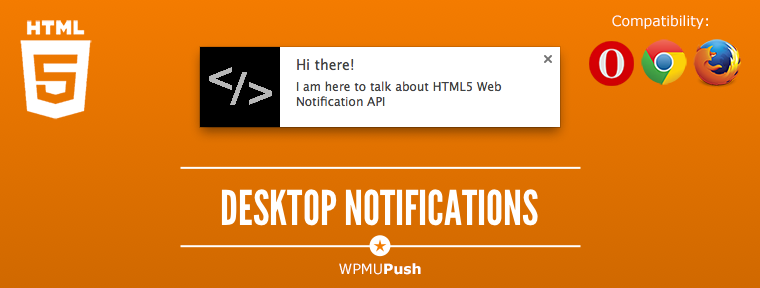 HTML
5
Compatibility:
Hi there!
×
I am here to talk about HTML5 Web
Notification API
</>
DESKTOP NOTIFICATIONS
WPMUPush